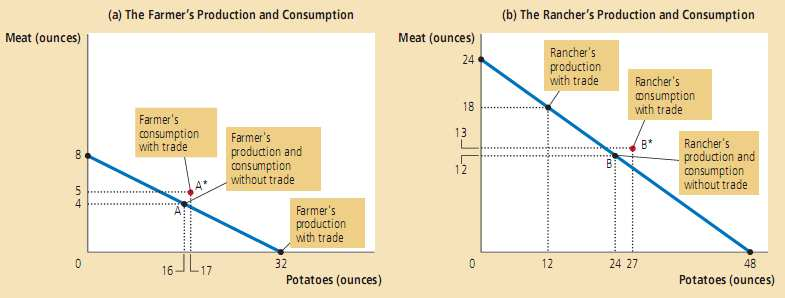 (a) The Farmer's Production and Consumption
Meat (ounces)
Farmer's
consumption
with trade
Farmer's
production and
consumption
without trade
8
5
4
A*
A
Farmer's
production
with trade
0
16
17
32
Potatoes (ounces)
(b) The Rancher's Production and Consumption
Meat (ounces)
24
Rancher's
production
with trade
Rancher's
consumption
with trade
18
13
12
B*
B
Rancher's
production and
consumption
without trade
0
12
24
27
48
Potatoes (ounces)